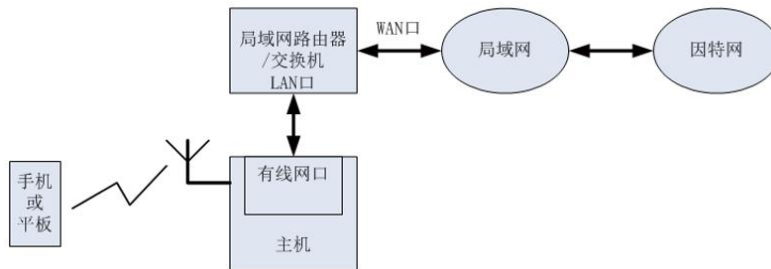 局域网路由器
/交换机
LAN口
WAN口
局域网
因特网
手机
或
平板
有线网口
主机